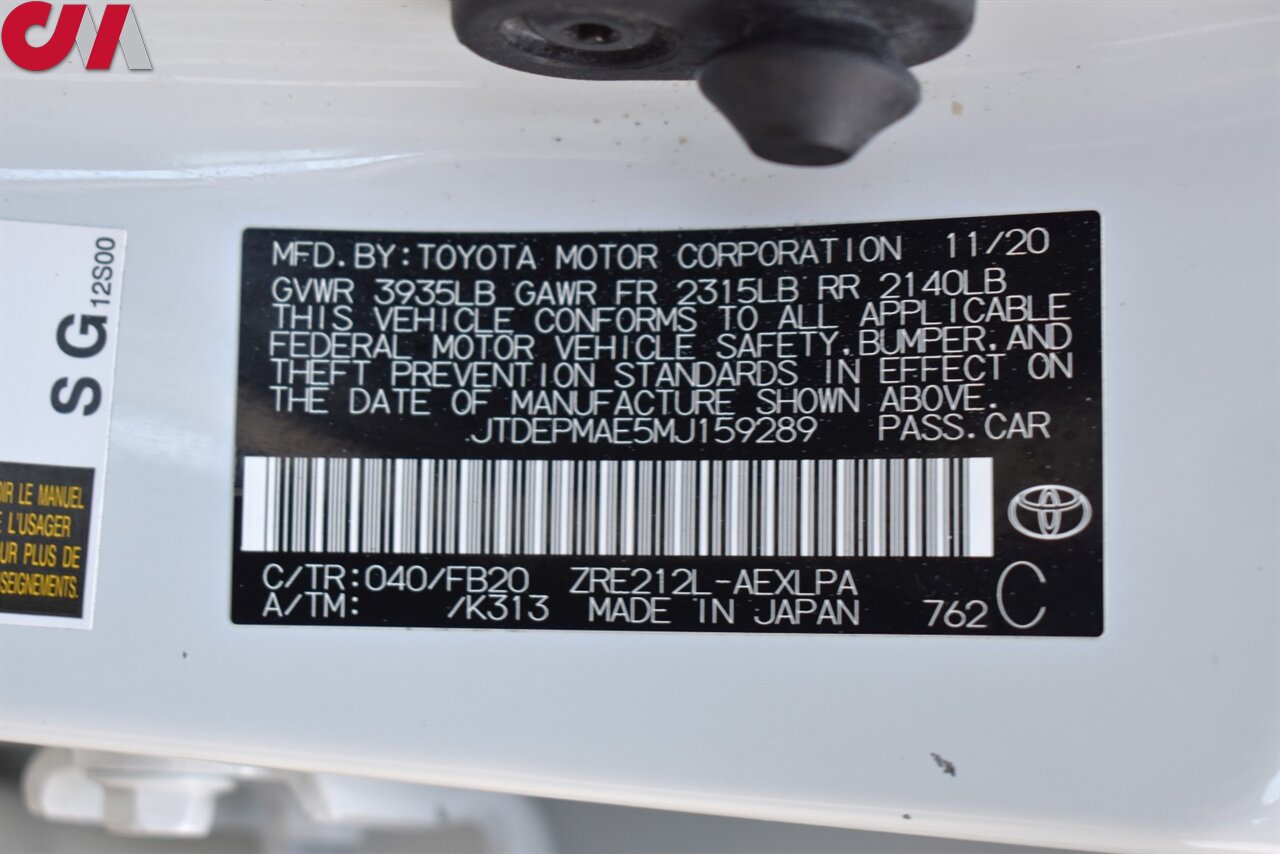 CM
MFD. BY: TOYOTA MOTOR CORPORATION 11/20
GVWR 3935LB GAWR FR 2315LB RR 2140LB
THIS VEHICLE CONFORMS TO ALL APPLICABLE
FEDERAL MOTOR VEHICLE SAFETY, BUMPER, AND
THEFT PREVENTION STANDARDS IN EFFECT ON
THE DATE OF MANUFACTURE SHOWN ABOVE.
JTDEPMAE5MJ159289 PASS. CAR
C/TR: 040/FB20 ZRE212L-AEXLPA
A/TM: /K313 MADE IN JAPAN 762 C
SG 12S00
LE MANUEL
L'USAGER
PLUS DE